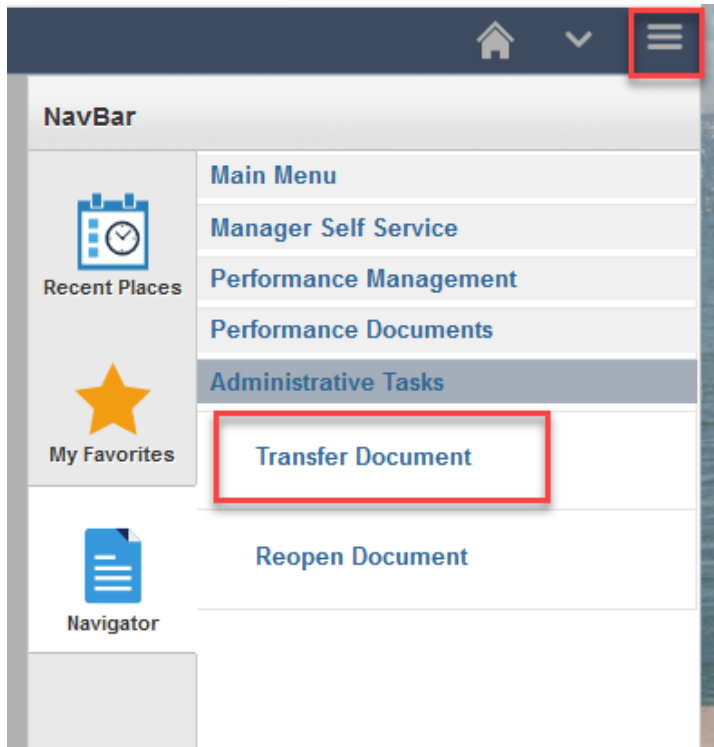 NavBar
Main Menu
Manager Self Service
Recent Places
Performance Management
Performance Documents
Administrative Tasks
My Favorites
Transfer Document
Reopen Document
Navigator